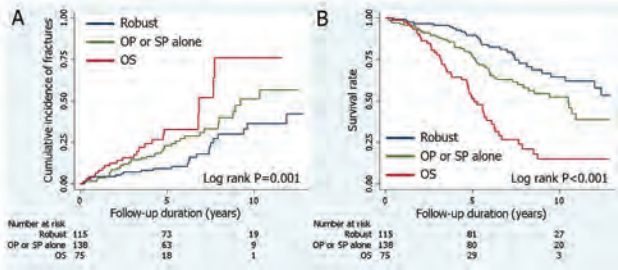 A
Robust
OP or SP alone
OS
Cumulative incidence of fractures
0.00 0.25 0.50 0.75 1.00
Log rank P=0.001
0 5 10
Follow-up duration (years)
Number at risk
Robust 115 73 19
OP or SP alone 138 63 9
OS 75 18 1
B
Survival rate
0.00 0.25 0.50 0.75 1.00
Robust
OP or SP alone
OS
Log rank P<0.001
0 5 10
Follow-up duration (years)
Number at risk
Robust 115 81 27
OP or SP alone 138 80 20
OS 75 29 3